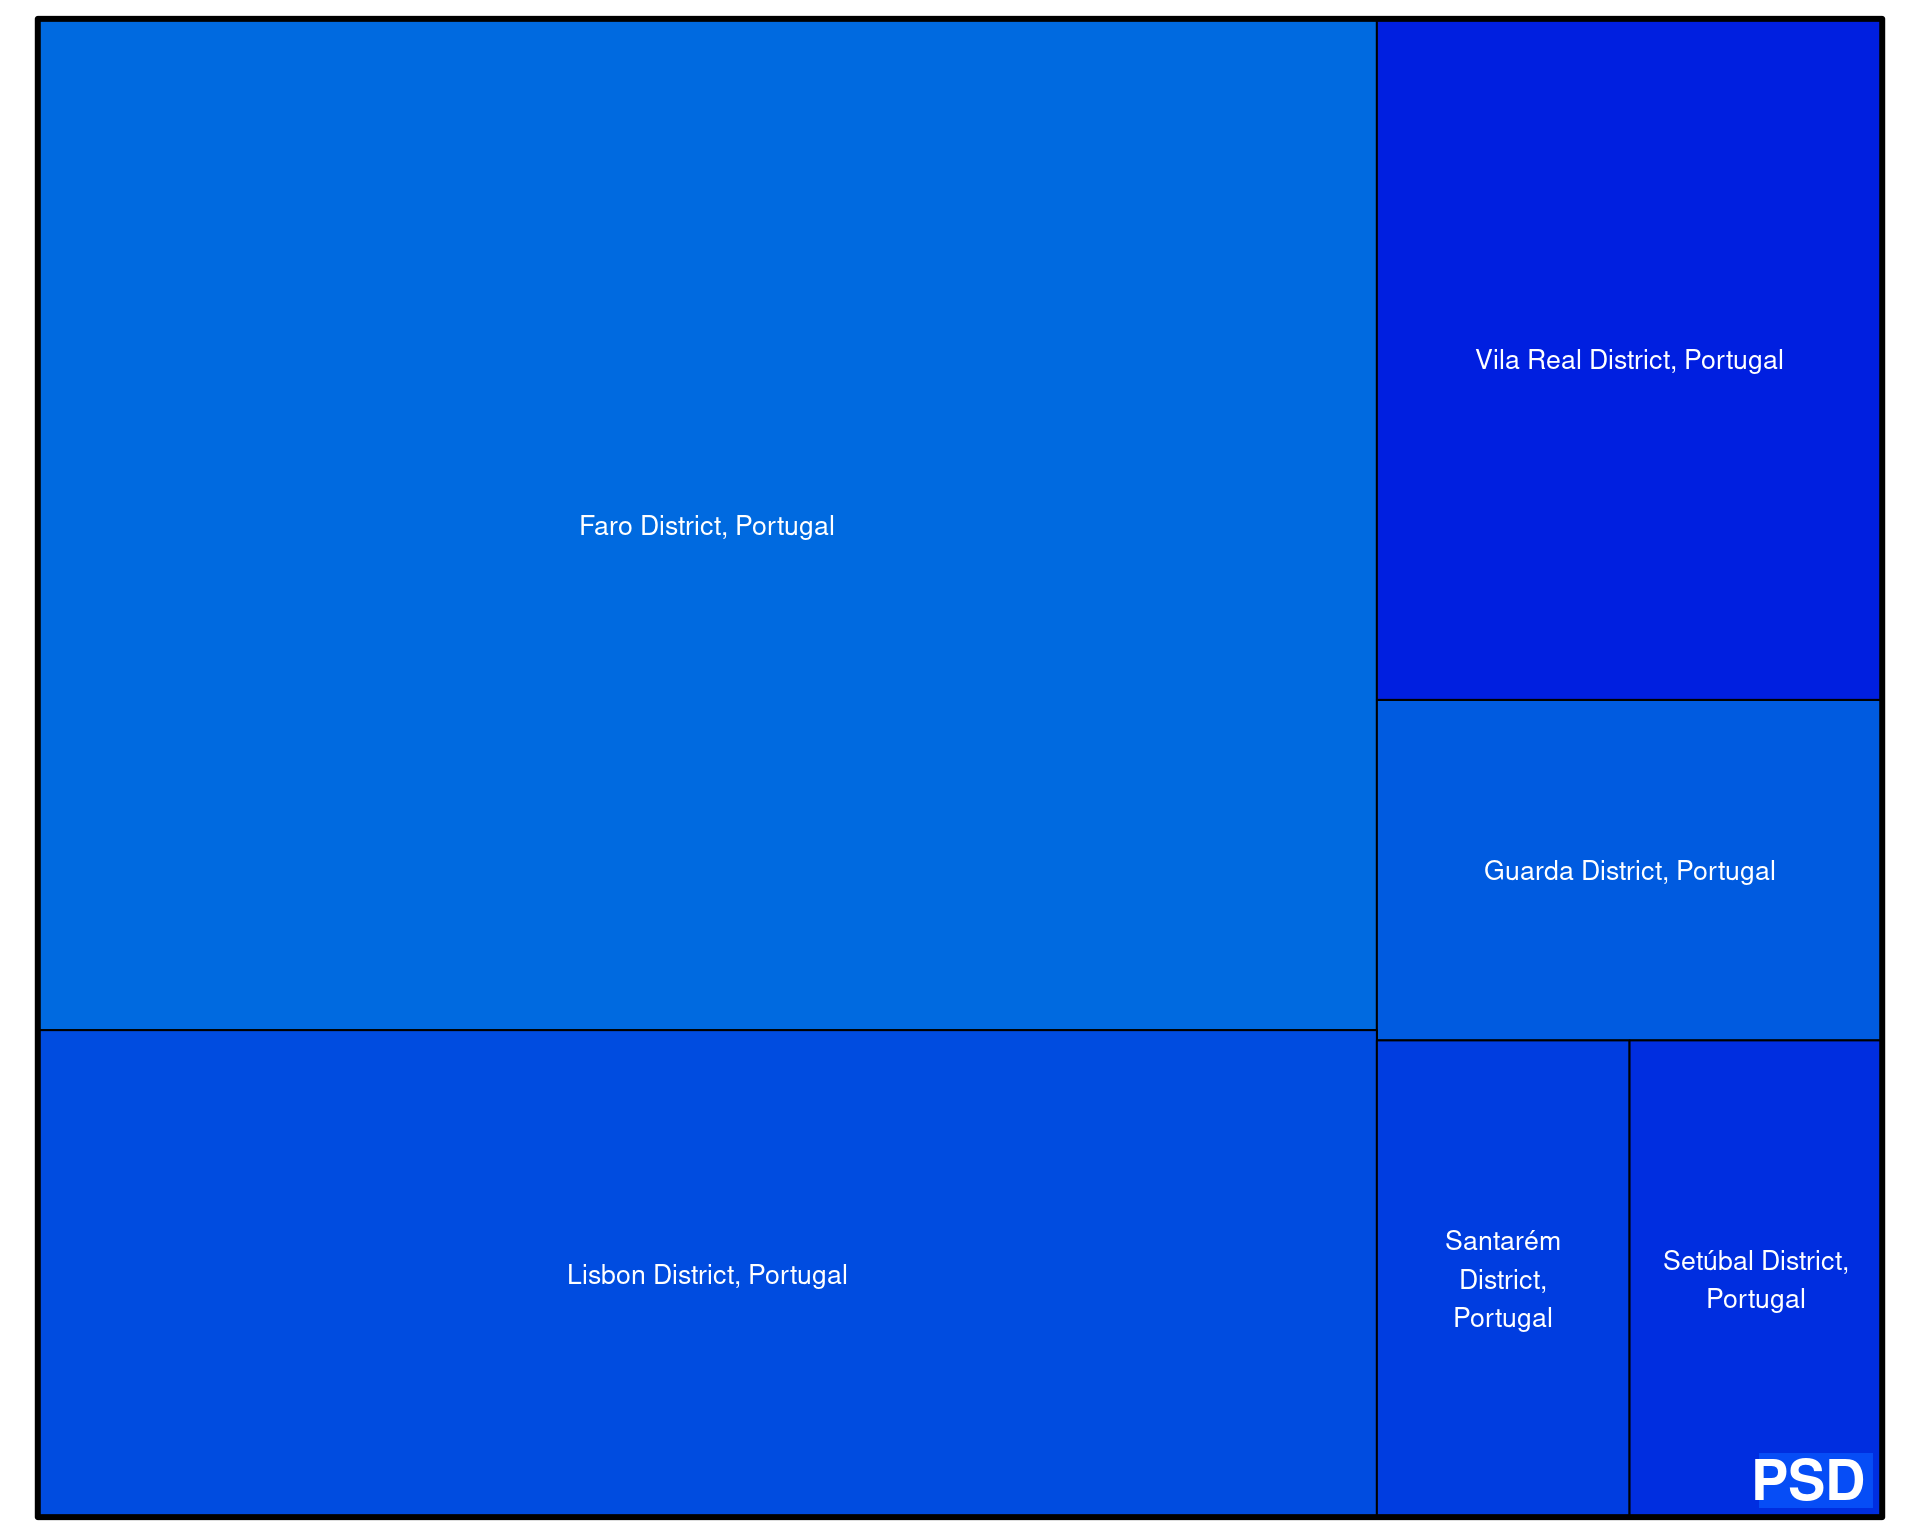 Vila Real District, Portugal
Faro District, Portugal
Guarda District, Portugal
Lisbon District, Portugal
Santarém
District,
Portugal
Setúbal District,
Portugal
PSD